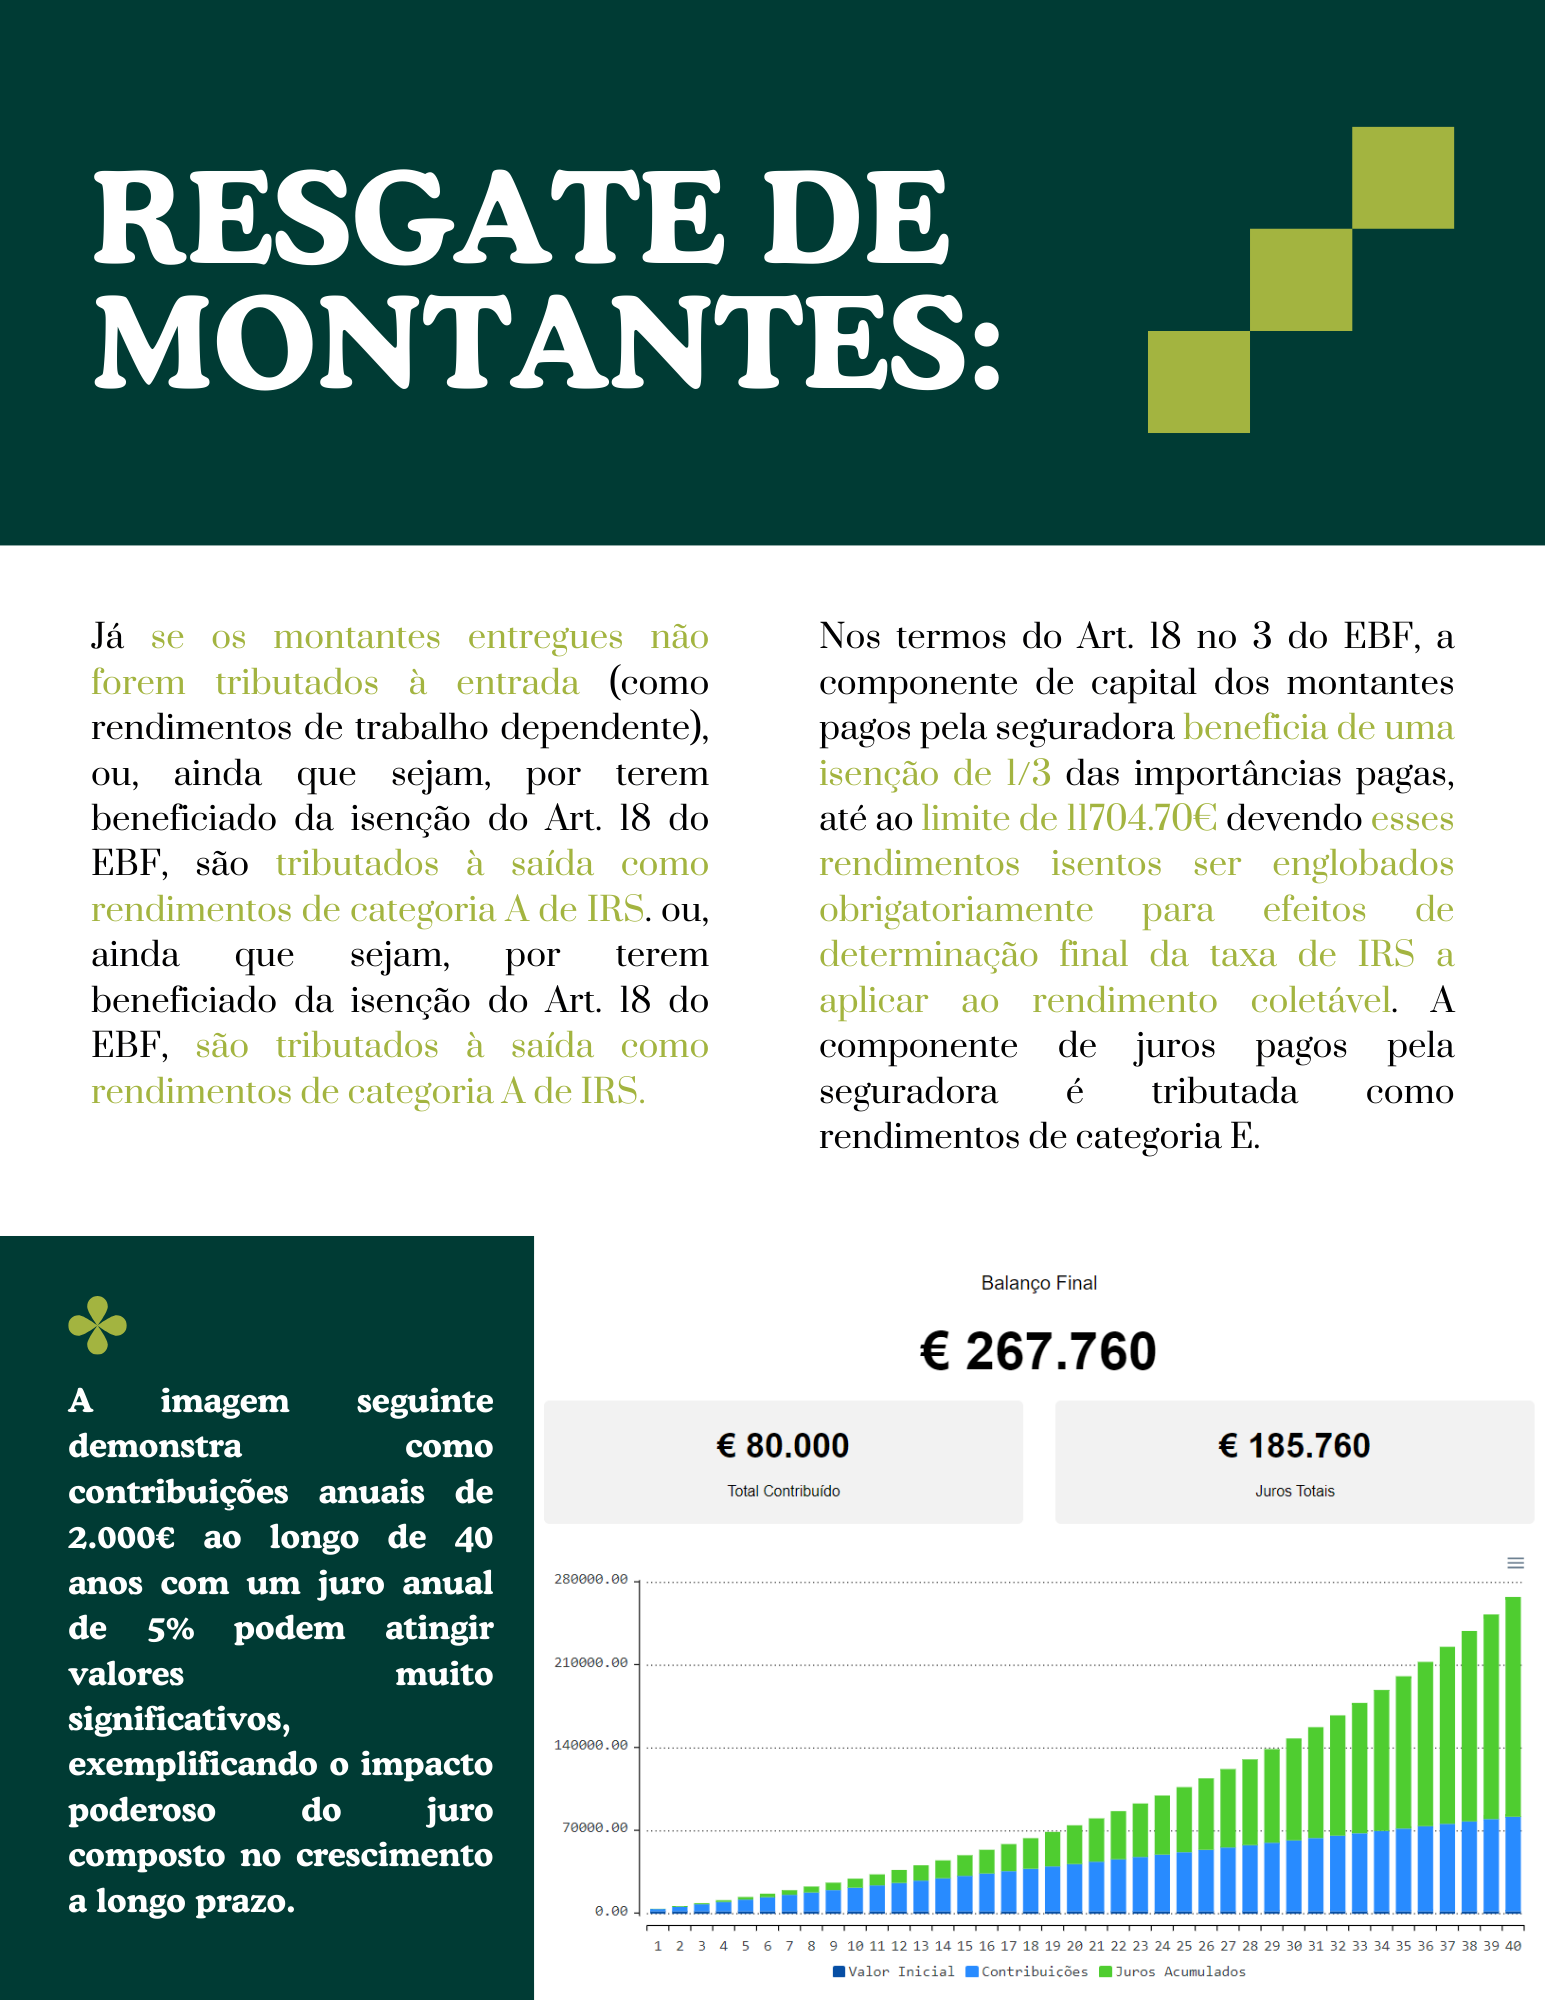 RESGATE DE
MONTANTES:
Já se os montantes entregues não
forem tributados à entrada (como
rendimentos de trabalho dependente),
ou, ainda que sejam, por terem
beneficiado da isenção do Art. 18 do
EBF, são tributados à saída como
rendimentos de categoria A de IRS. ou,
ainda que sejam, por terem
beneficiado da isenção do Art. 18 do
EBF, são tributados à saída como
rendimentos de categoria A de IRS.
Nos termos do Art. 18 no 3 do EBF, a
componente de capital dos montantes
pagos pela seguradora beneficia de uma
isenção de 1/3 das importâncias pagas,
até ao limite de 11704.70€ devendo esses
rendimentos isentos ser englobados
obrigatoriamente para efeitos de
determinação final da taxa de IRS a
aplicar ao rendimento coletável. A
componente de juros pagos pela
seguradora é tributada como
rendimentos de categoria E.
A imagem seguinte
demonstra como
contribuições anuais de
2.000€ ao longo de 40
anos com um juro anual
de 5% podem atingir
valores muito
significativos,
exemplificando o impacto
poderoso do juro
composto no crescimento
a longo prazo.
Balanço Final
€ 267.760
€ 80.000
Total Contribuído
€ 185.760
Juros Totais
280000.00
210000.00
140000.00
70000.00
0.00
1 2 3 4 5 6 7 8 9 10 11 12 13 14 15 16 17 18 19 20 21 22 23 24 25 26 27 28 29 30 31 32 33 34 35 36 37 38 39 40
Valor Inicial Contribuições Juros Acumulados